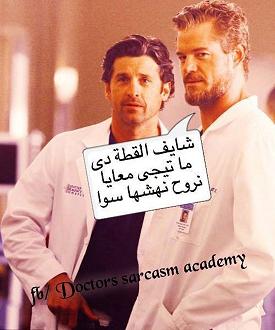 شايف القطة دى
ما تيجى معايا
نروح نهشها سوا
fb/ Doctors sarcasm academy